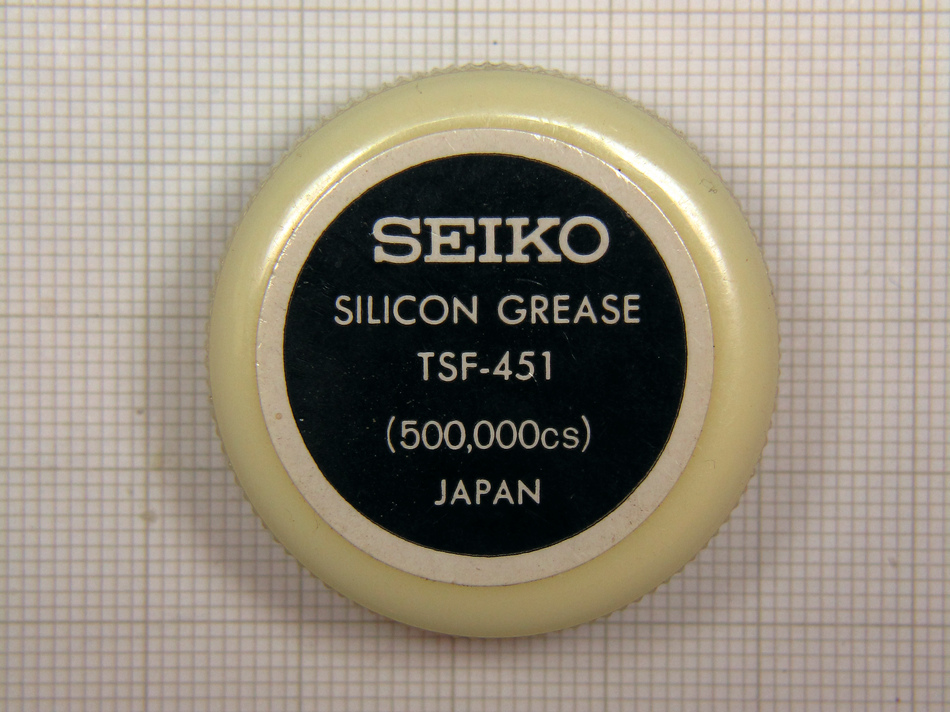 SEIKO
SILICON GREASE
TSF-451
(500,000cs)
JAPAN